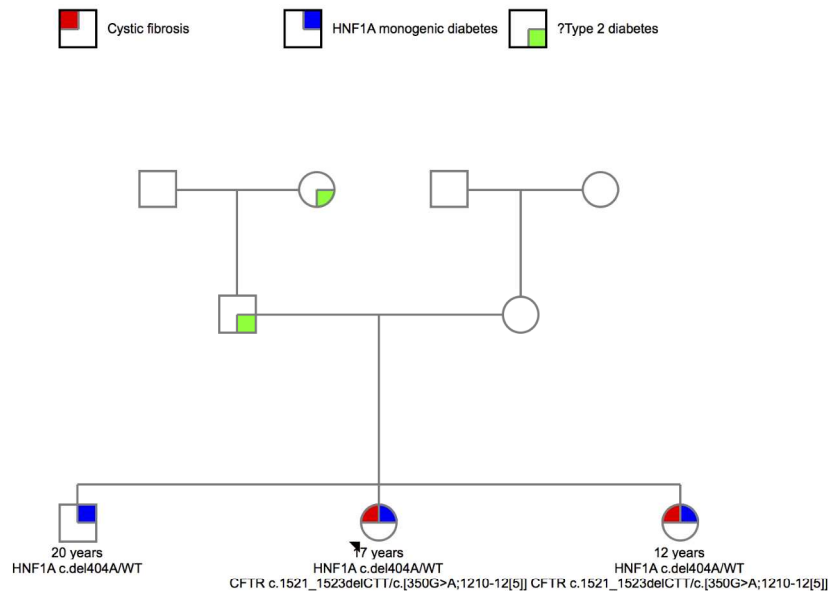 Cystic fibrosis
HNF1A monogenic diabetes
?Type 2 diabetes
20 years
HNF1A c.del404A/WT
17 years
HNF1A c.del404A/WT
CFTR c.1521_1523delCTT/c.[350G>A;1210-12[5]]
12 years
HNF1A c.del404A/WT
CFTR c.1521_1523delCTT/c.[350G>A;1210-12[5]]